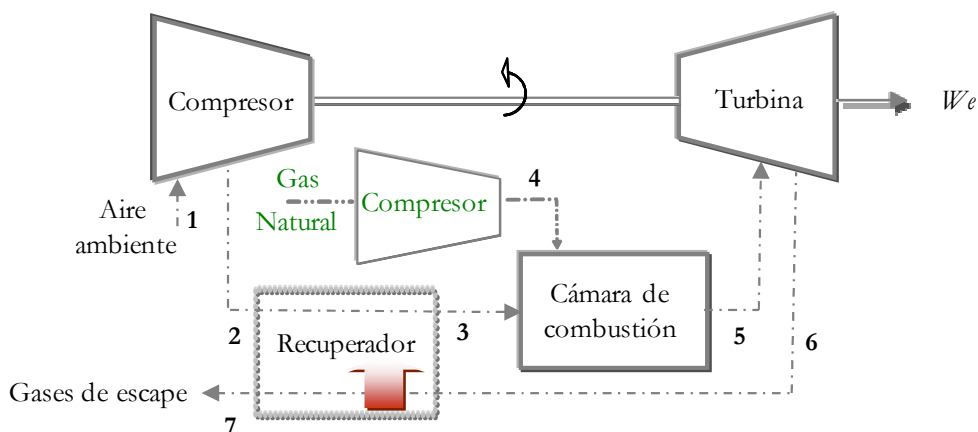 Compresor
Turbina
We
Gas
Natural
Compresor
4
Aire
ambiente
1
Cámara de
combustión
2
3
5
6
Recuperador
Gases de escape
7